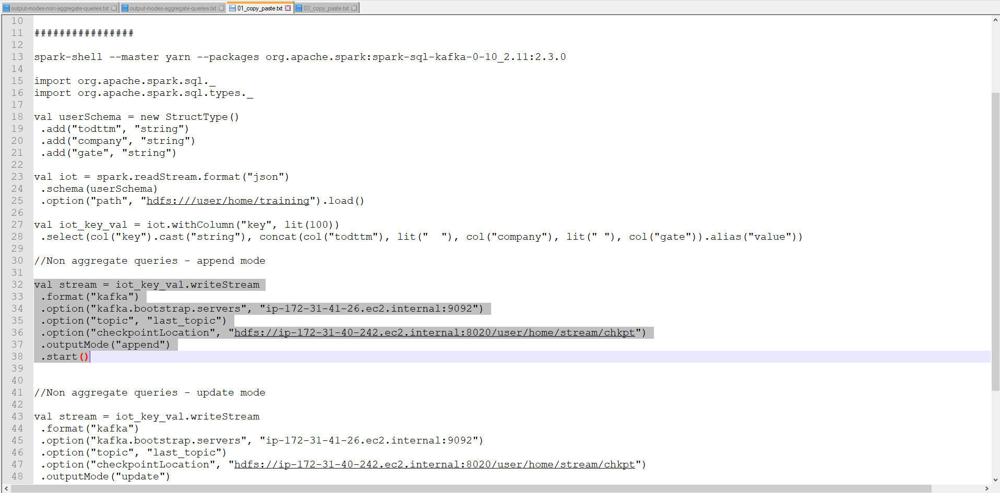 output-modes-non-aggregate-queries.txt output-modes-aggregate-queries.txt 01_copy_paste.txt 03_copy_paste.txt
10
11 ################
12
13 spark-shell --master yarn --packages org.apache.spark:spark-sql-kafka-0-10_2.11:2.3.0
14
15 import org.apache.spark.sql._
16 import org.apache.spark.sql.types._
17
18 val userSchema = new StructType()
19  .add("todttm", "string")
20  .add("company", "string")
21  .add("gate", "string")
22
23 val iot = spark.readStream.format("json")
24  .schema(userSchema)
25  .option("path", "hdfs:///user/home/training").load()
26
27 val iot_key_val = iot.withColumn("key", lit(100))
28  .select(col("key").cast("string"), concat(col("todttm"), lit("  "), col("company"), lit(" "), col("gate")).alias("value"))
29
30 //Non aggregate queries - append mode
31
32 val stream = iot_key_val.writeStream
33  .format("kafka")
34  .option("kafka.bootstrap.servers", "ip-172-31-41-26.ec2.internal:9092")
35  .option("topic", "last_topic")
36  .option("checkpointLocation", "hdfs://ip-172-31-40-242.ec2.internal:8020/user/home/stream/chkpt")
37  .outputMode("append")
38  .start()
39
40
41 //Non aggregate queries - update mode
42
43 val stream = iot_key_val.writeStream
44  .format("kafka")
45  .option("kafka.bootstrap.servers", "ip-172-31-41-26.ec2.internal:9092")
46  .option("topic", "last_topic")
47  .option("checkpointLocation", "hdfs://ip-172-31-40-242.ec2.internal:8020/user/home/stream/chkpt")
48  .outputMode("update")